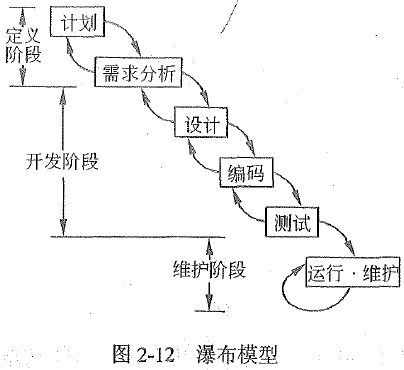 计划
定义
阶段
需求分析
设计
开发阶段
编码
测试
维护阶段
运行·维护
图 2-12 瀑布模型